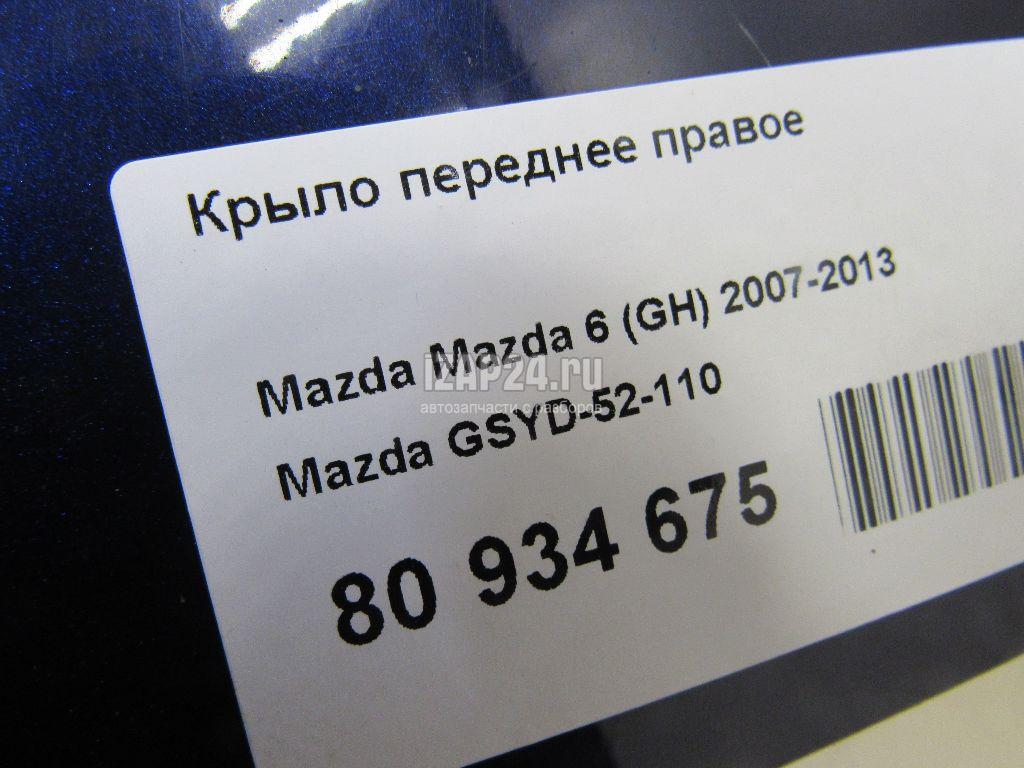 Крыло переднее правое
Mazda Mazda 6 (GH) 2007-2013
iZAP24.ru
автозапчасти с разборов
Mazda GSYD-52-110
80 934 675